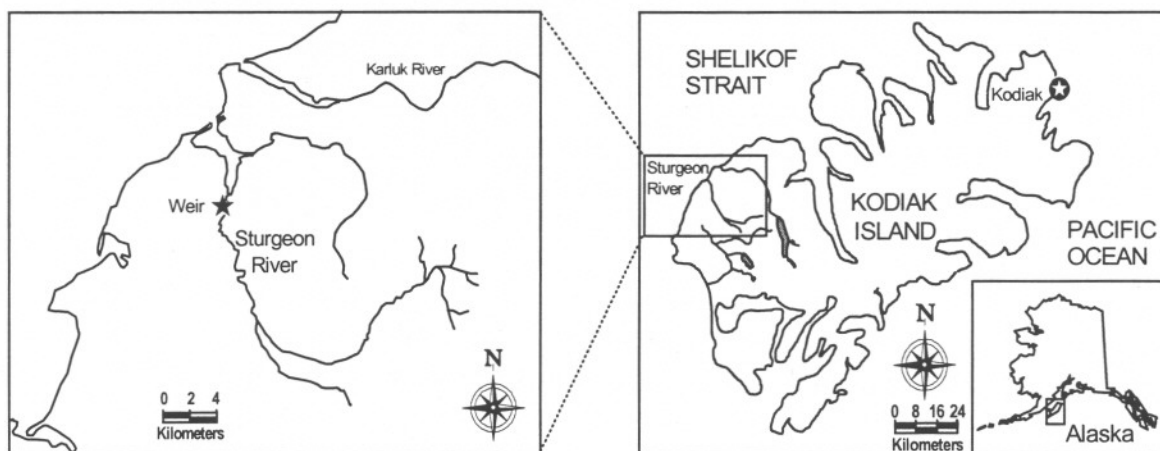 Karluk River
Weir
Sturgeon
River
N
0 2 4
Kilometers
SHELIKOF
STRAIT
Kodiak
Sturgeon
River
KODIAK
ISLAND
PACIFIC
OCEAN
N
0 8 16 24
Kilometers
Alaska